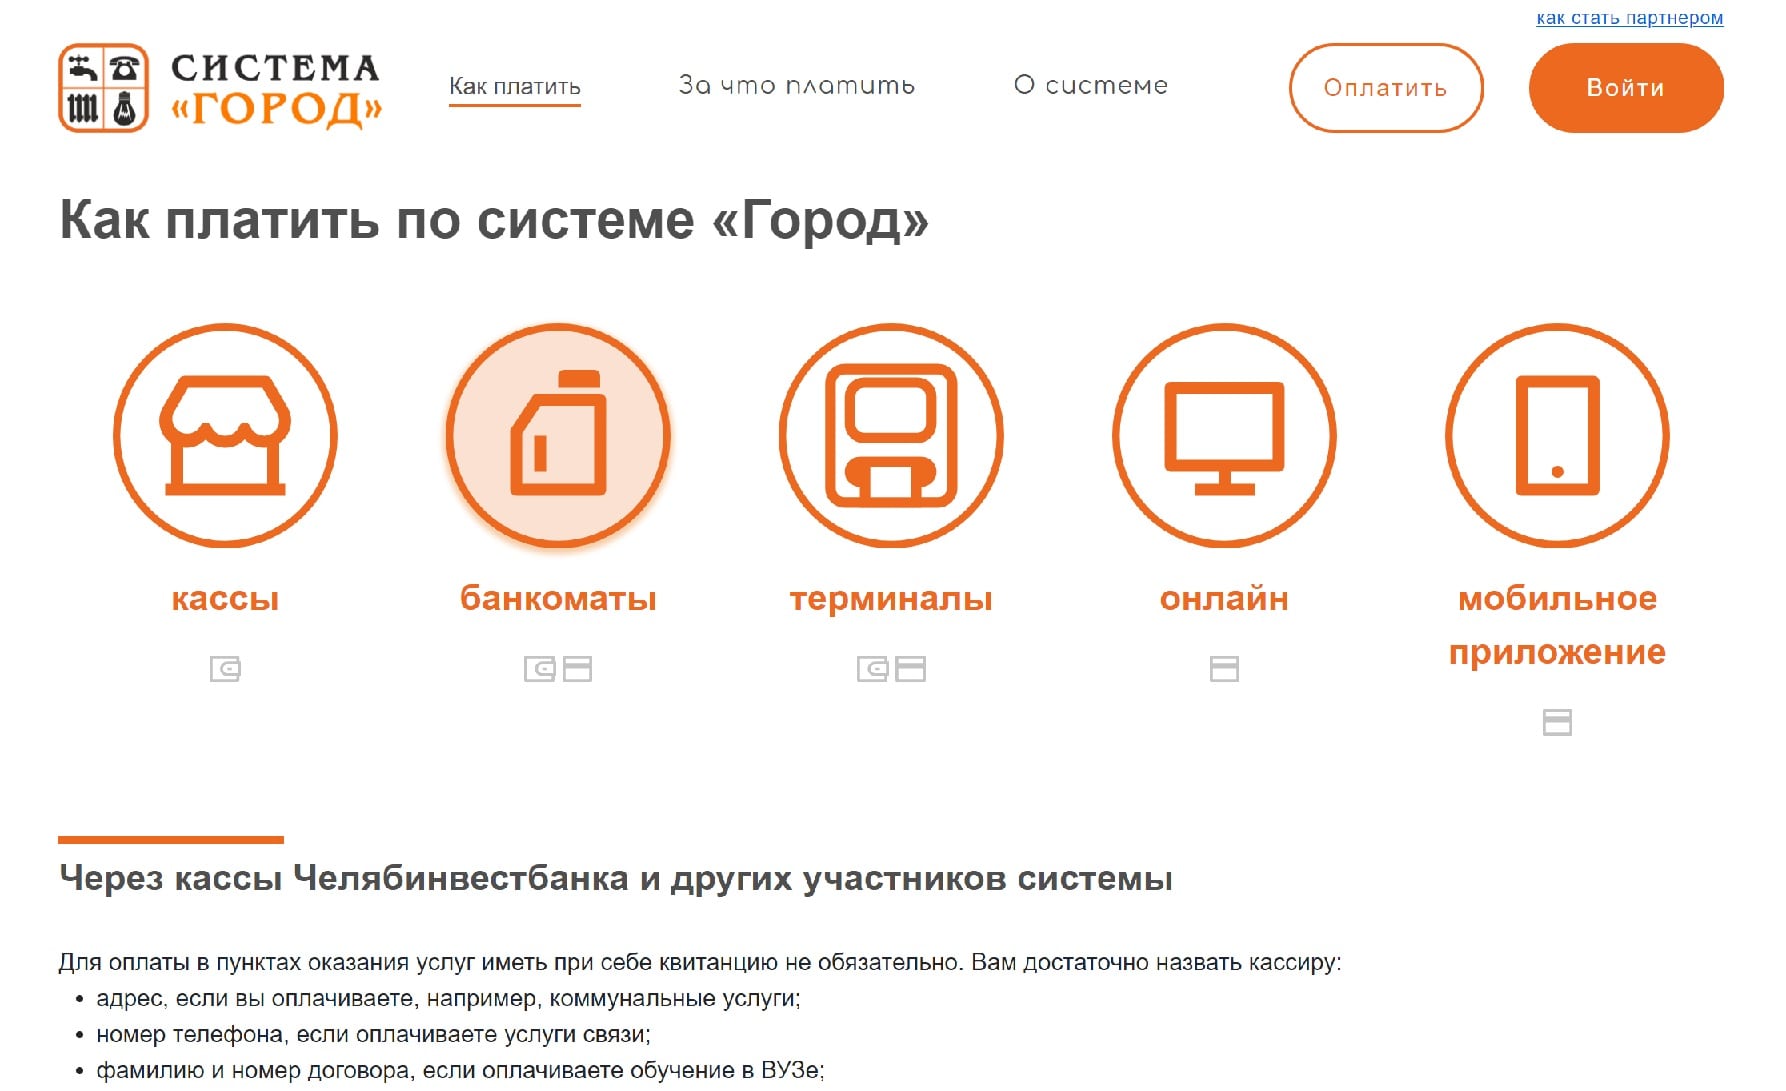 как стать партнером
СИСТЕМА
«ГОРОД»
Как платить
За что платить
О системе
Оплатить
Войти
Как платить по системе «Город»
кассы
банкоматы
терминалы
онлайн
мобильное
приложение
Через кассы Челябинвестбанка и других участников системы
Для оплаты в пунктах оказания услуг иметь при себе квитанцию не обязательно. Вам достаточно назвать кассиру:
• адрес, если вы оплачиваете, например, коммунальные услуги;
• номер телефона, если оплачиваете услуги связи;
• фамилию и номер договора, если оплачиваете обучение в ВУЗе;